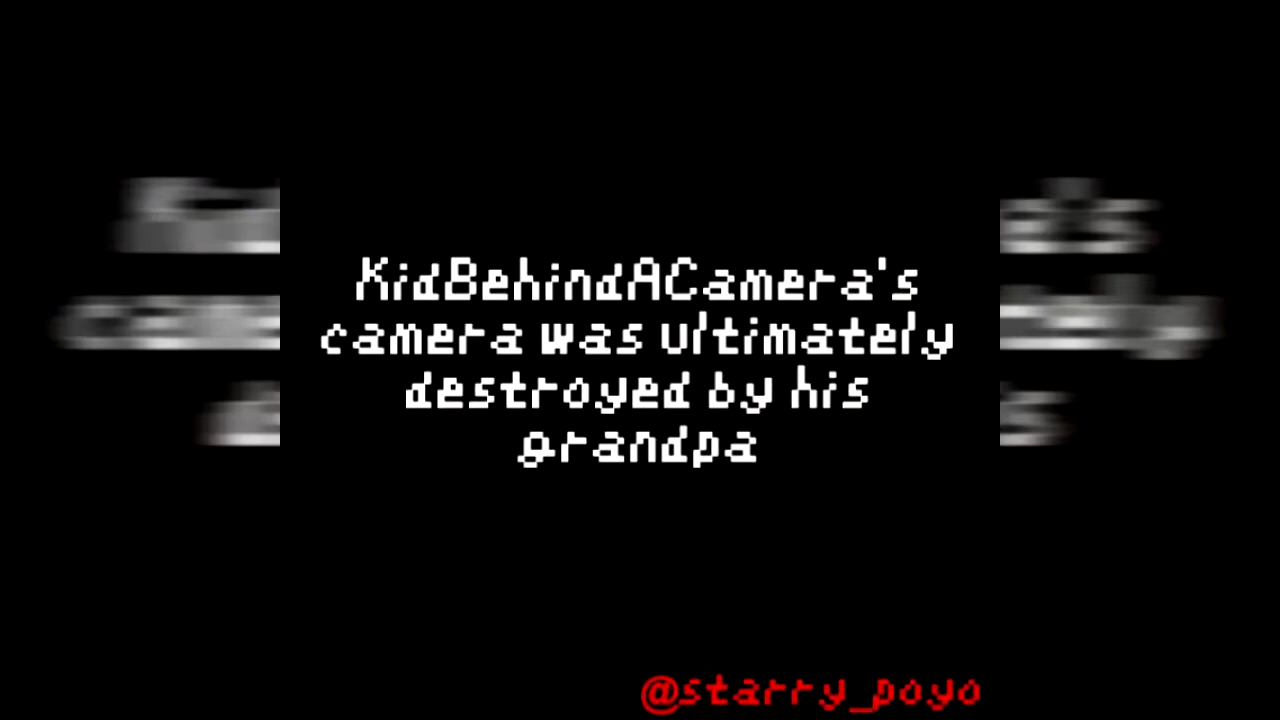 KidBehindACamera's
camera was ultimately
destroyed by his
grandpa
@starry_poyo